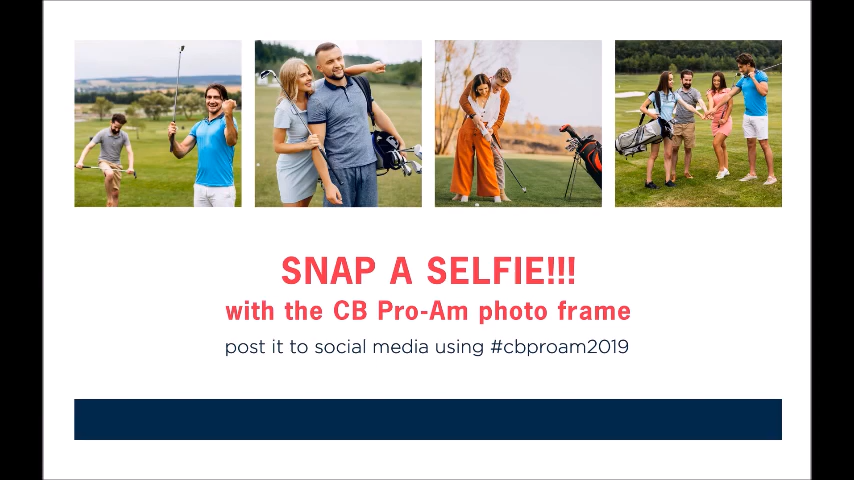 SNAP A SELFIE!!!
with the CB Pro-Am photo frame
post it to social media using #cbproam2019